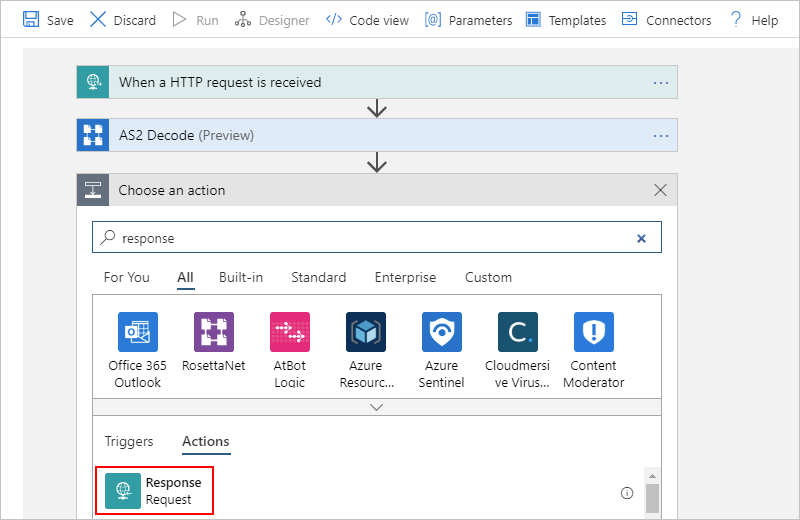 Save Discard Run Designer Code view Parameters Templates Connectors Help
When a HTTP request is received
AS2 Decode (Preview)
Choose an action
response
For You All Built-in Standard Enterprise Custom
Office 365 RosettaNet AtBot Azure Azure Cloudmersi Content
Outlook Logic Resourc... Sentinel ve Virus... Moderator
Triggers Actions
Response
Request